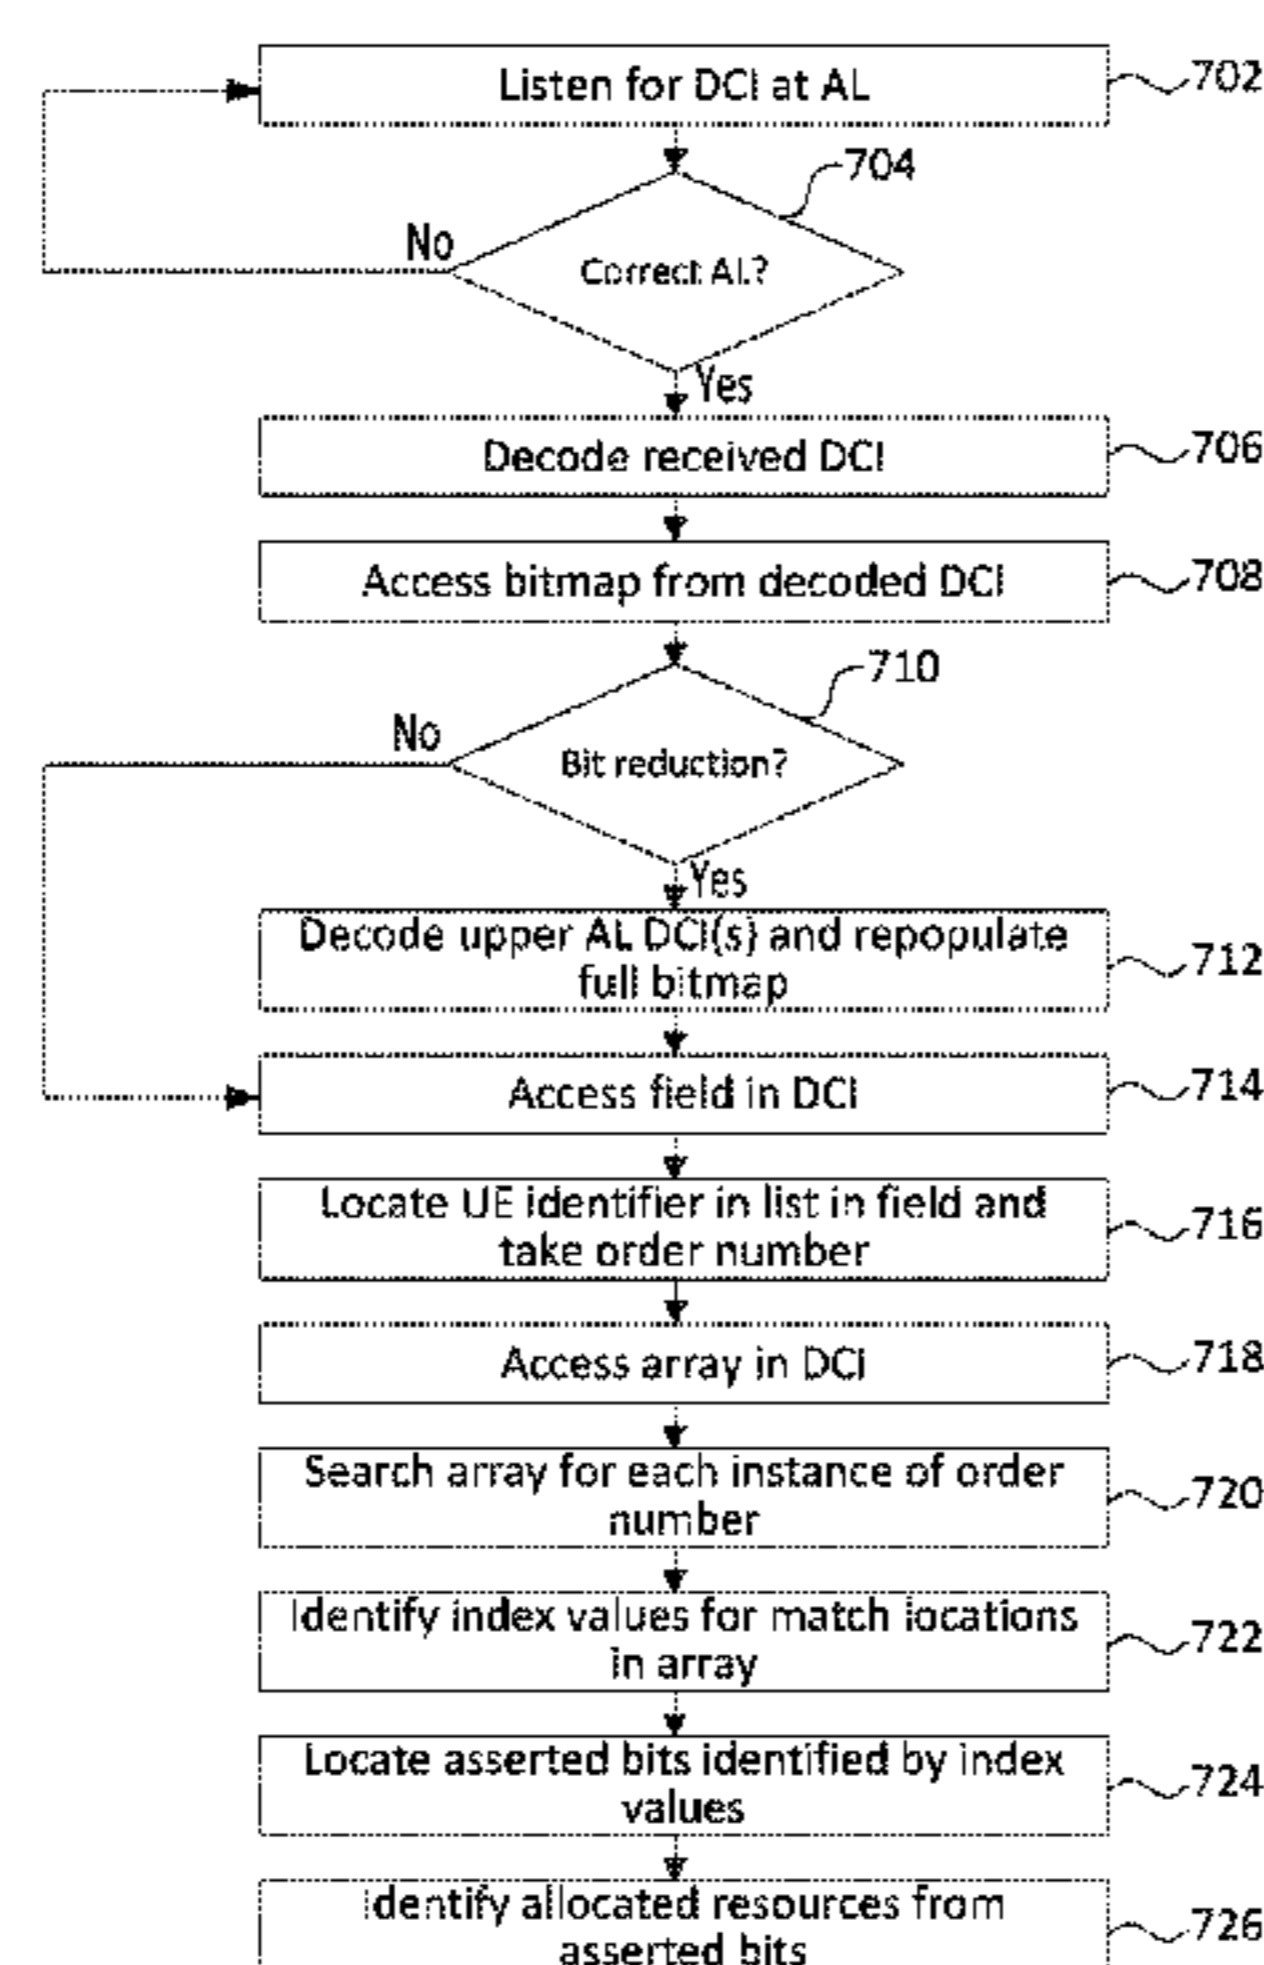 Listen for DCI at AL
702
704
No
Correct AL?
Yes
Decode received DCI
706
Access bitmap from decoded DCI
708
710
No
Bit reduction?
Yes
Decode upper AL DCI(s) and repopulate
full bitmap
712
Access field in DCI
714
Locate UE identifier in list in field and
take order number
716
Access array in DCI
718
Search array for each instance of order
number
720
Identify index values for match locations
in array
722
Locate asserted bits identified by index
values
724
Identify allocated resources from
asserted bits
726